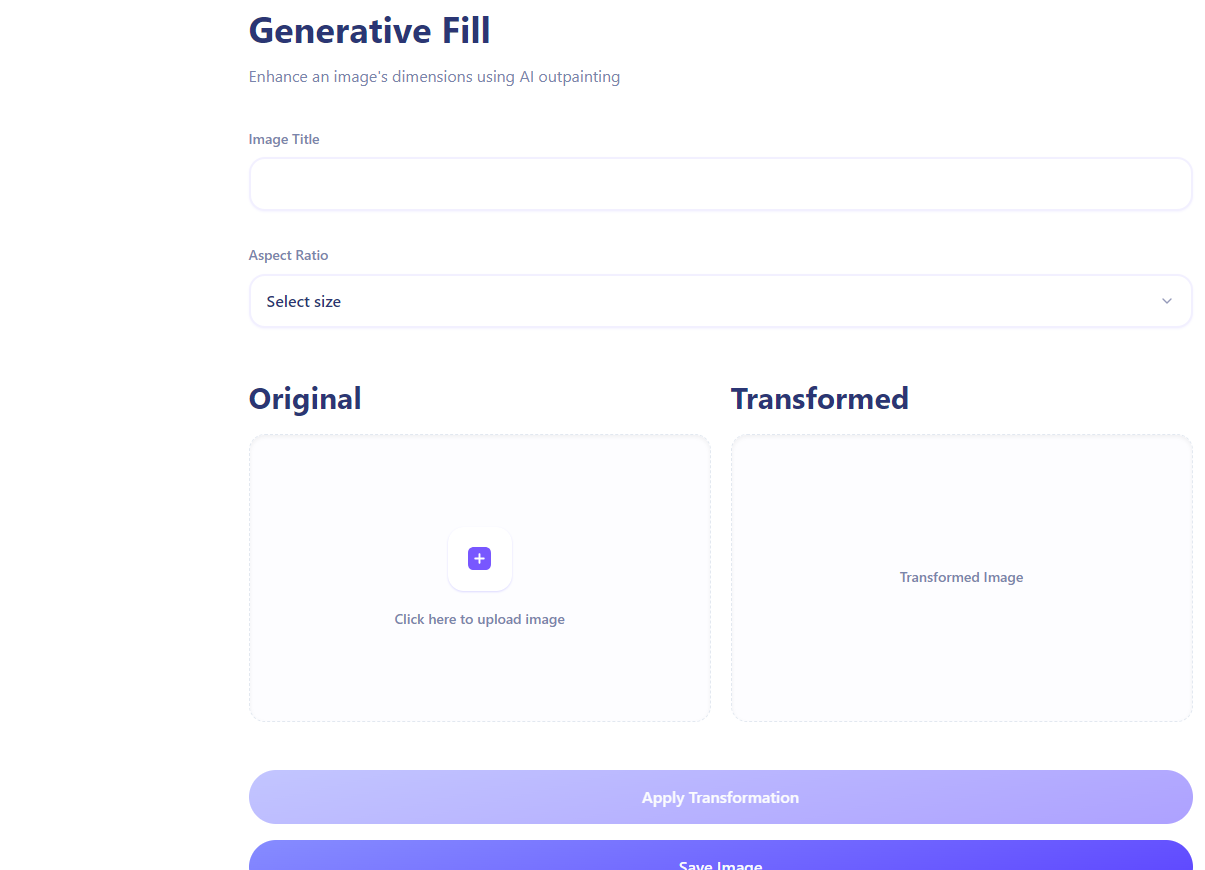 Generative Fill
Enhance an image's dimensions using AI outpainting
Image Title
Aspect Ratio
Select size
Original
Transformed
Click here to upload image
Transformed Image
Apply Transformation
Save Image